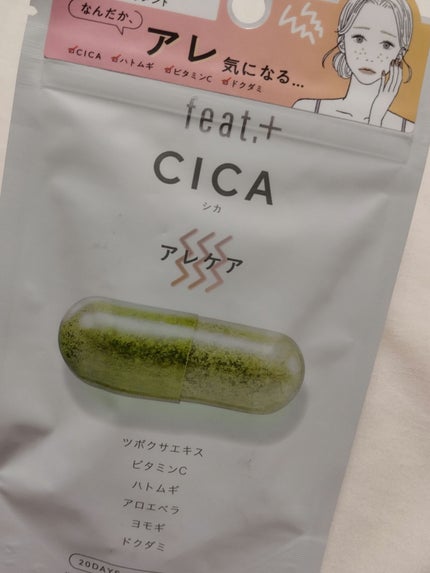 なんだか、
アレ 気になる…
CICA ハトムギ ビタミンC ドクダミ
feat.+
CICA
シカ
アレケア
ツボクサエキス
ビタミンC
ハトムギ
アロエベラ
ヨモギ
ドクダミ
20DAYS